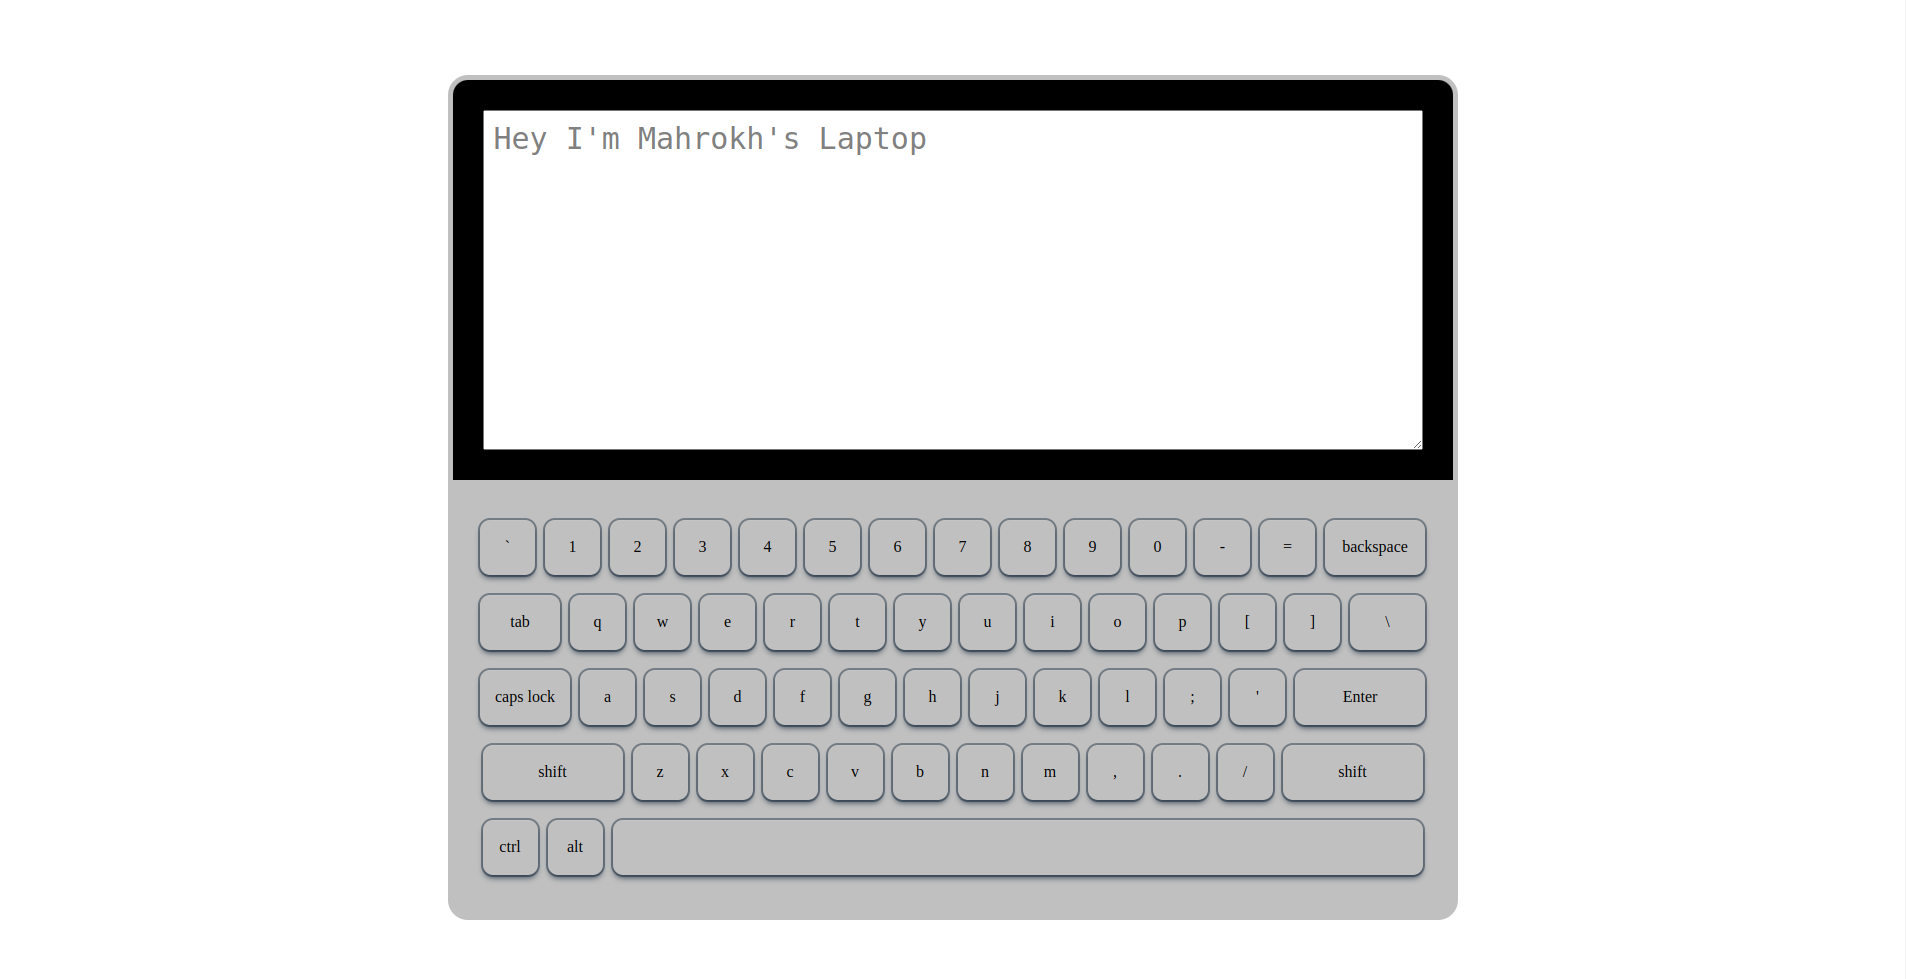 Hey I'm Mahrokh's Laptop
` 1 2 3 4 5 6 7 8 9 0 - = backspace
tab q w e r t y u i o p [ ] \
caps lock a s d f g h j k l ; ' Enter
shift z x c v b n m , . / shift
ctrl alt